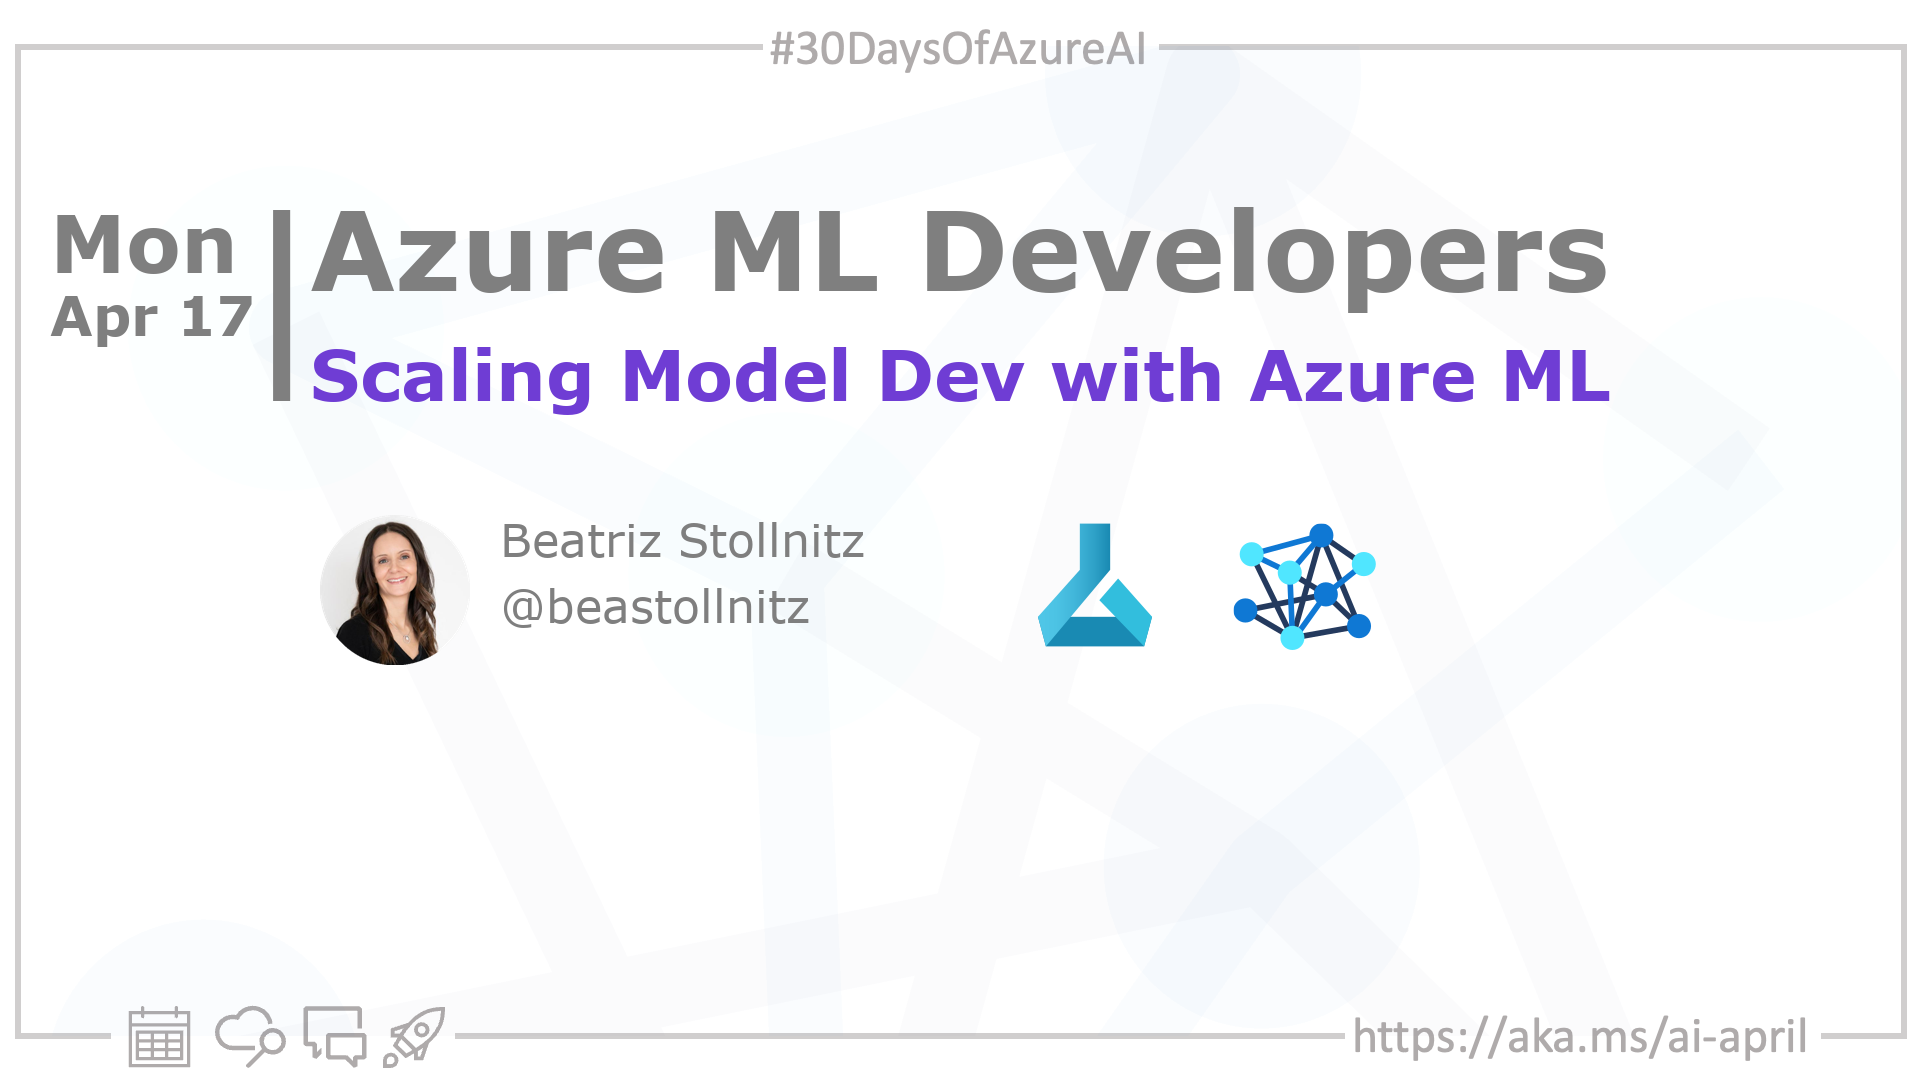 #30DaysOfAzureAI
Mon
Apr 17
Azure ML Developers
Scaling Model Dev with Azure ML
Beatriz Stollnitz
@beastollnitz
https://aka.ms/ai-april